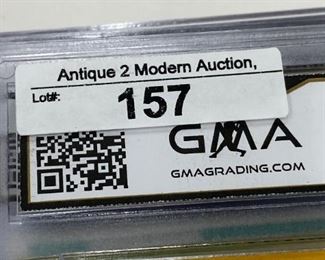 Antique 2 Modern Auction,
Lot#: 157
GMA
GMAGRADING.COM